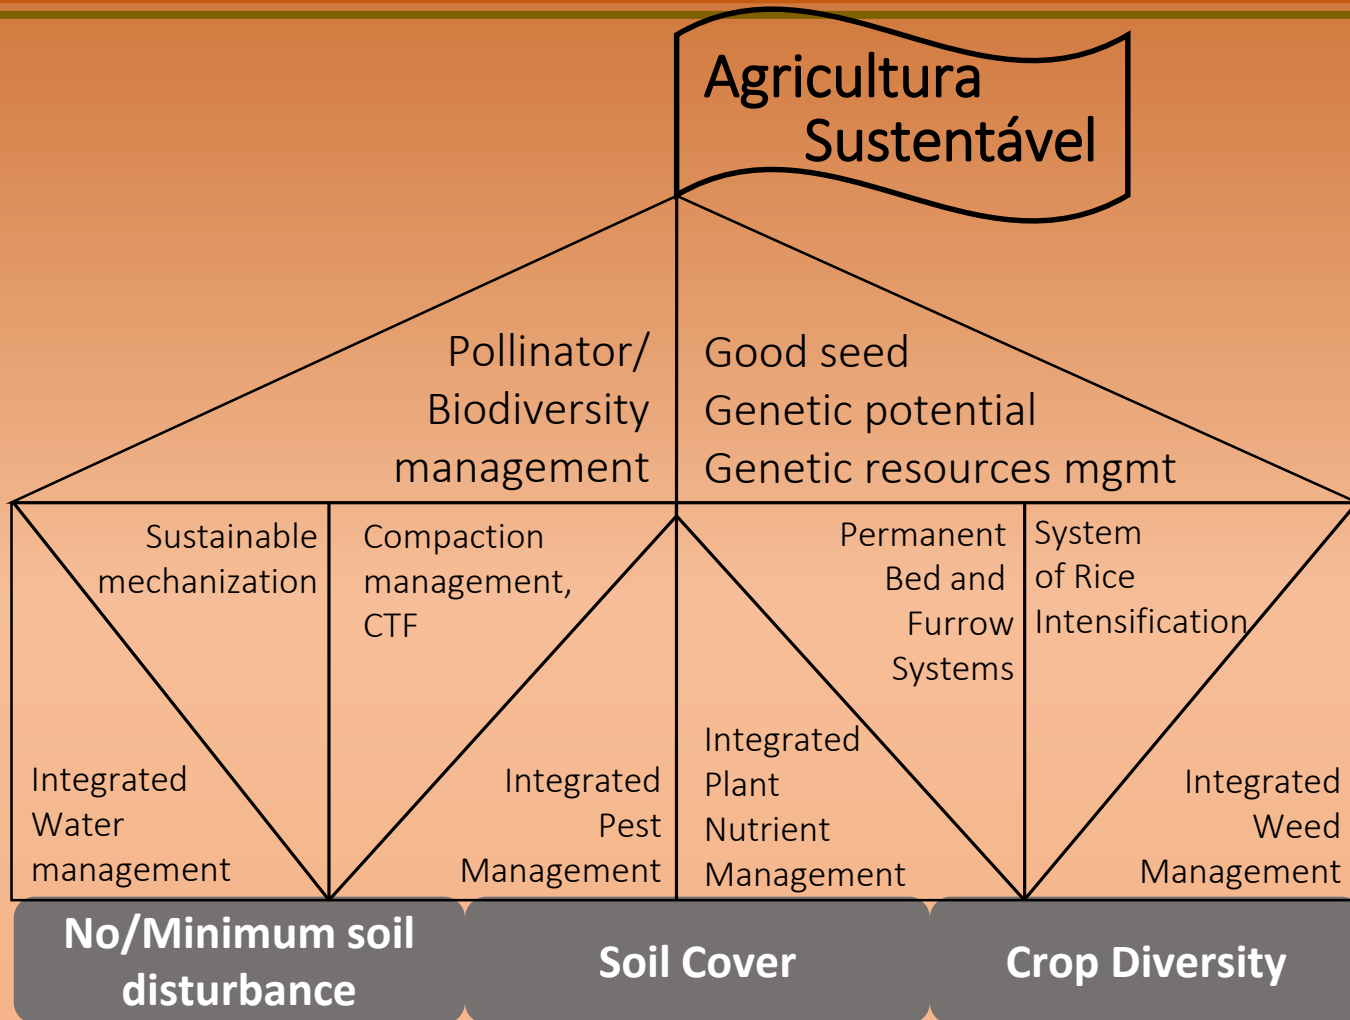 Agricultura
Sustentável
Pollinator/
Biodiversity
management
Good seed
Genetic potential
Genetic resources mgmt
Sustainable
mechanization
Compaction
management,
CTF
Permanent
Bed and
Furrow
Systems
System
of Rice
Intensification
Integrated
Water
management
Integrated
Pest
Management
Integrated
Plant
Nutrient
Management
Integrated
Weed
Management
No/Minimum soil
disturbance
Soil Cover
Crop Diversity